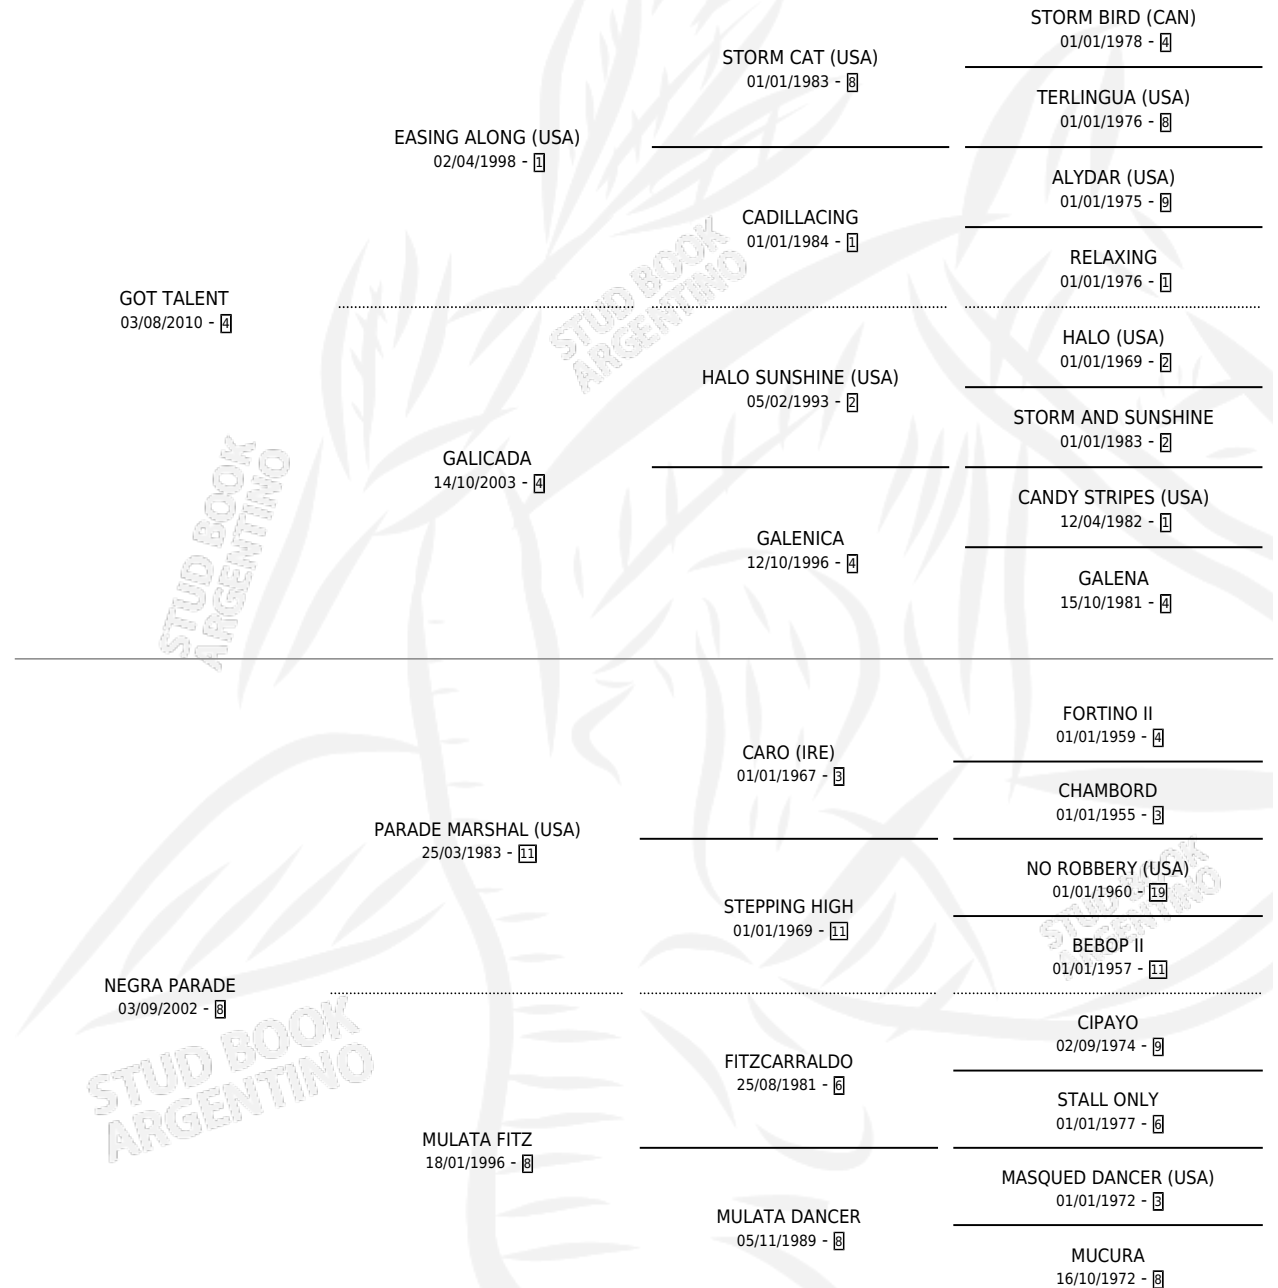 STORM BIRD (CAN)
01/01/1978 - 4
STORM CAT (USA)
01/01/1983 - 8
TERLINGUA (USA)
01/01/1976 - 8
EASING ALONG (USA)
02/04/1998 - 1
ALYDAR (USA)
01/01/1975 - 9
CADILLACING
01/01/1984 - 1
RELAXING
01/01/1976 - 1
GOT TALENT
03/08/2010 - 4
HALO (USA)
01/01/1969 - 2
HALO SUNSHINE (USA)
05/02/1993 - 2
STORM AND SUNSHINE
01/01/1983 - 2
GALICADA
14/10/2003 - 4
CANDY STRIPES (USA)
12/04/1982 - 1
GALENICA
12/10/1996 - 4
GALENA
15/10/1981 - 4
STUD BOOK
ARGENTINO
STUD BOOK
ARGENTINO
FORTINO II
01/01/1959 - 4
CARO (IRE)
01/01/1967 - 3
CHAMBORD
01/01/1955 - 3
PARADE MARSHAL (USA)
25/03/1983 - 11
NO ROBBERY (USA)
01/01/1960 - 19
STEPPING HIGH
01/01/1969 - 11
BEBOP II
01/01/1957 - 11
NEGRA PARADE
03/09/2002 - 8
CIPAYO
02/09/1974 - 9
FITZCARRALDO
25/08/1981 - 6
STALL ONLY
01/01/1977 - 6
MULATA FITZ
18/01/1996 - 8
MASQUED DANCER (USA)
01/01/1972 - 3
MULATA DANCER
05/11/1989 - 8
MUCURA
16/10/1972 - 8
STUD BOOK
ARGENTINO
STUD BOOK
ARGENTINO